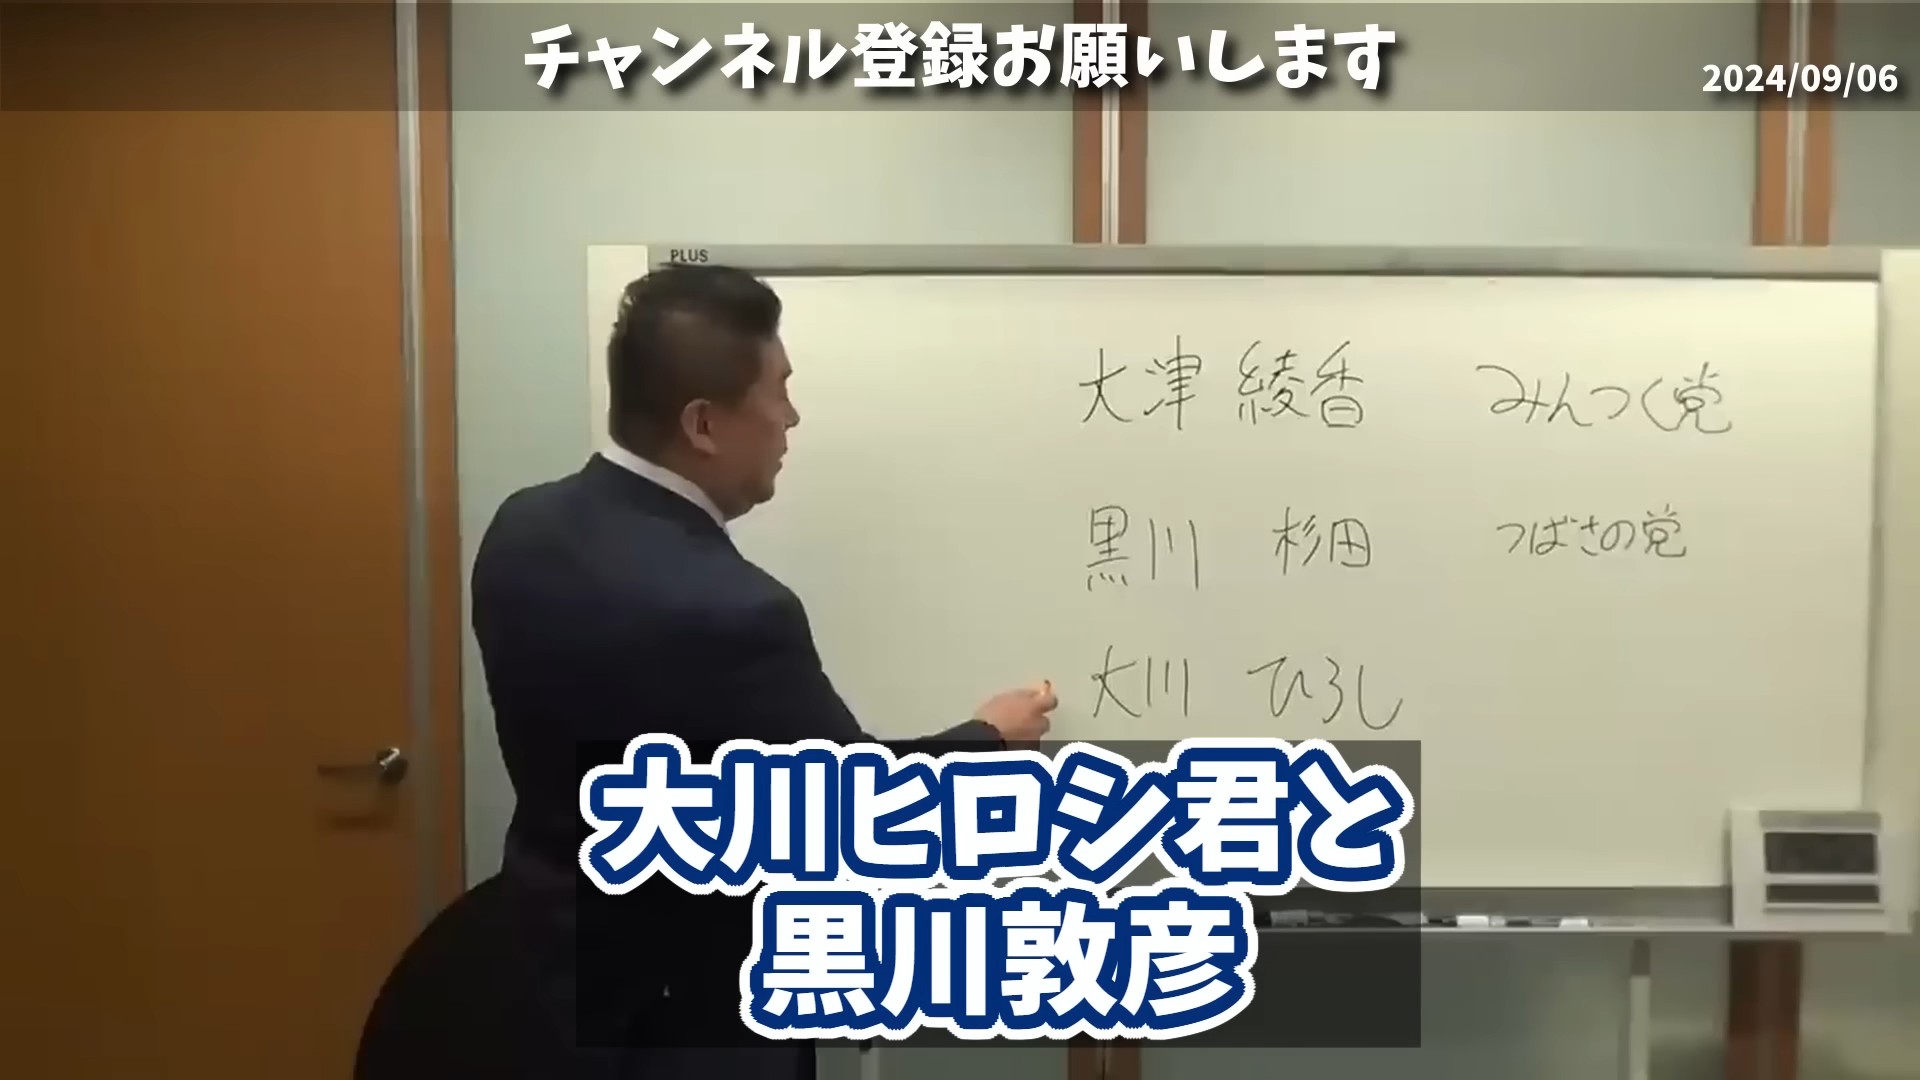 チャンネル登録お願いします
2024/09/06
PLUS
大津 綾香 みんつく党
黒川 杉田 つばさの党
大川 ひろし
大川ヒロシ君と
黒川敦彦